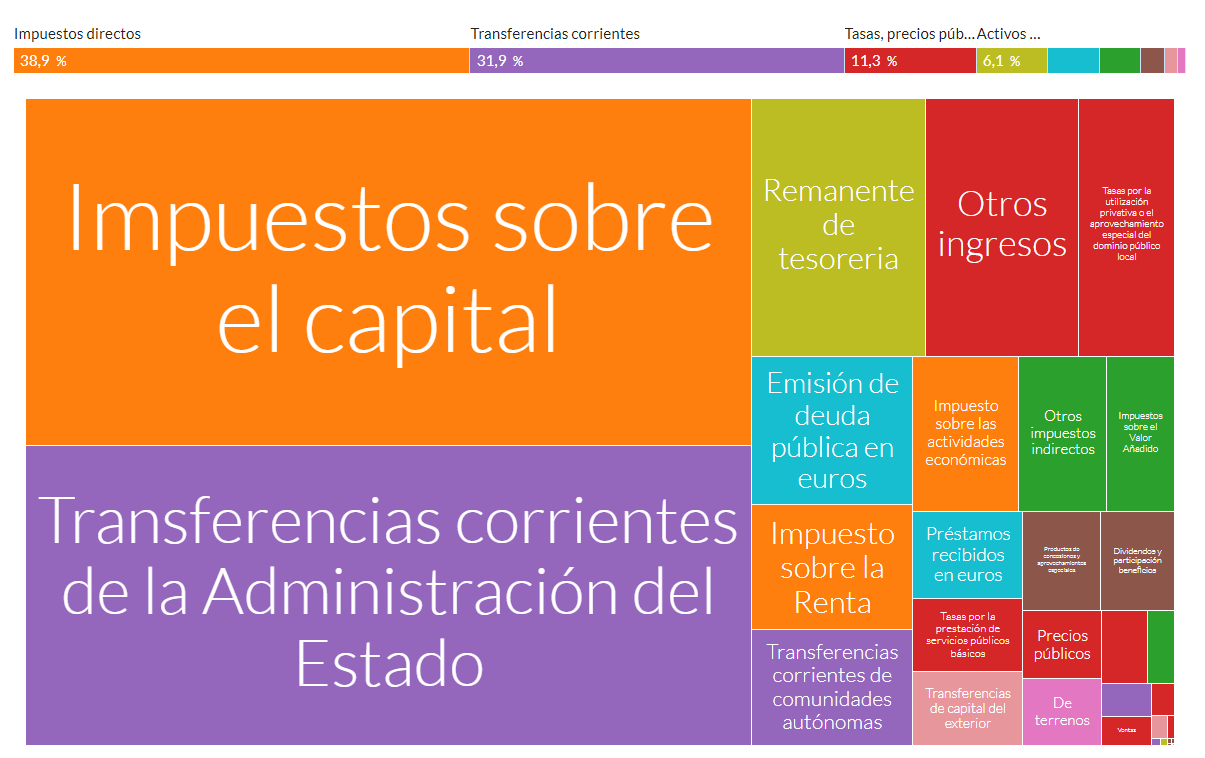 Impuestos directos
Transferencias corrientes
Tasas, precios púb...
Activos ...
38,9 %
31,9 %
11,3 %
6,1 %
Impuestos sobre
el capital
Transferencias corrientes
de la Administración del
Estado
Remanente
de
tesoreria
Otros
ingresos
Tasas por la
utilización
privativa o el
aprovechamiento
especial del
dominio público
local
Emisión de
deuda
pública en
euros
Impuesto
sobre las
actividades
económicas
Otros
impuestos
indirectos
Impuestos
sobre el
Valor
Añadido
Impuesto
sobre la
Renta
Préstamos
recibidos
en euros
Productos de
concesiones y
aprovechamientos
especiales
Dividendos y
participación
beneficios
Tasas por la
prestación de
servicios públicos
básicos
Precios
públicos
Transferencias
corrientes de
comunidades
autónomas
Transferencias
de capital del
exterior
De
terrenos
Ventas